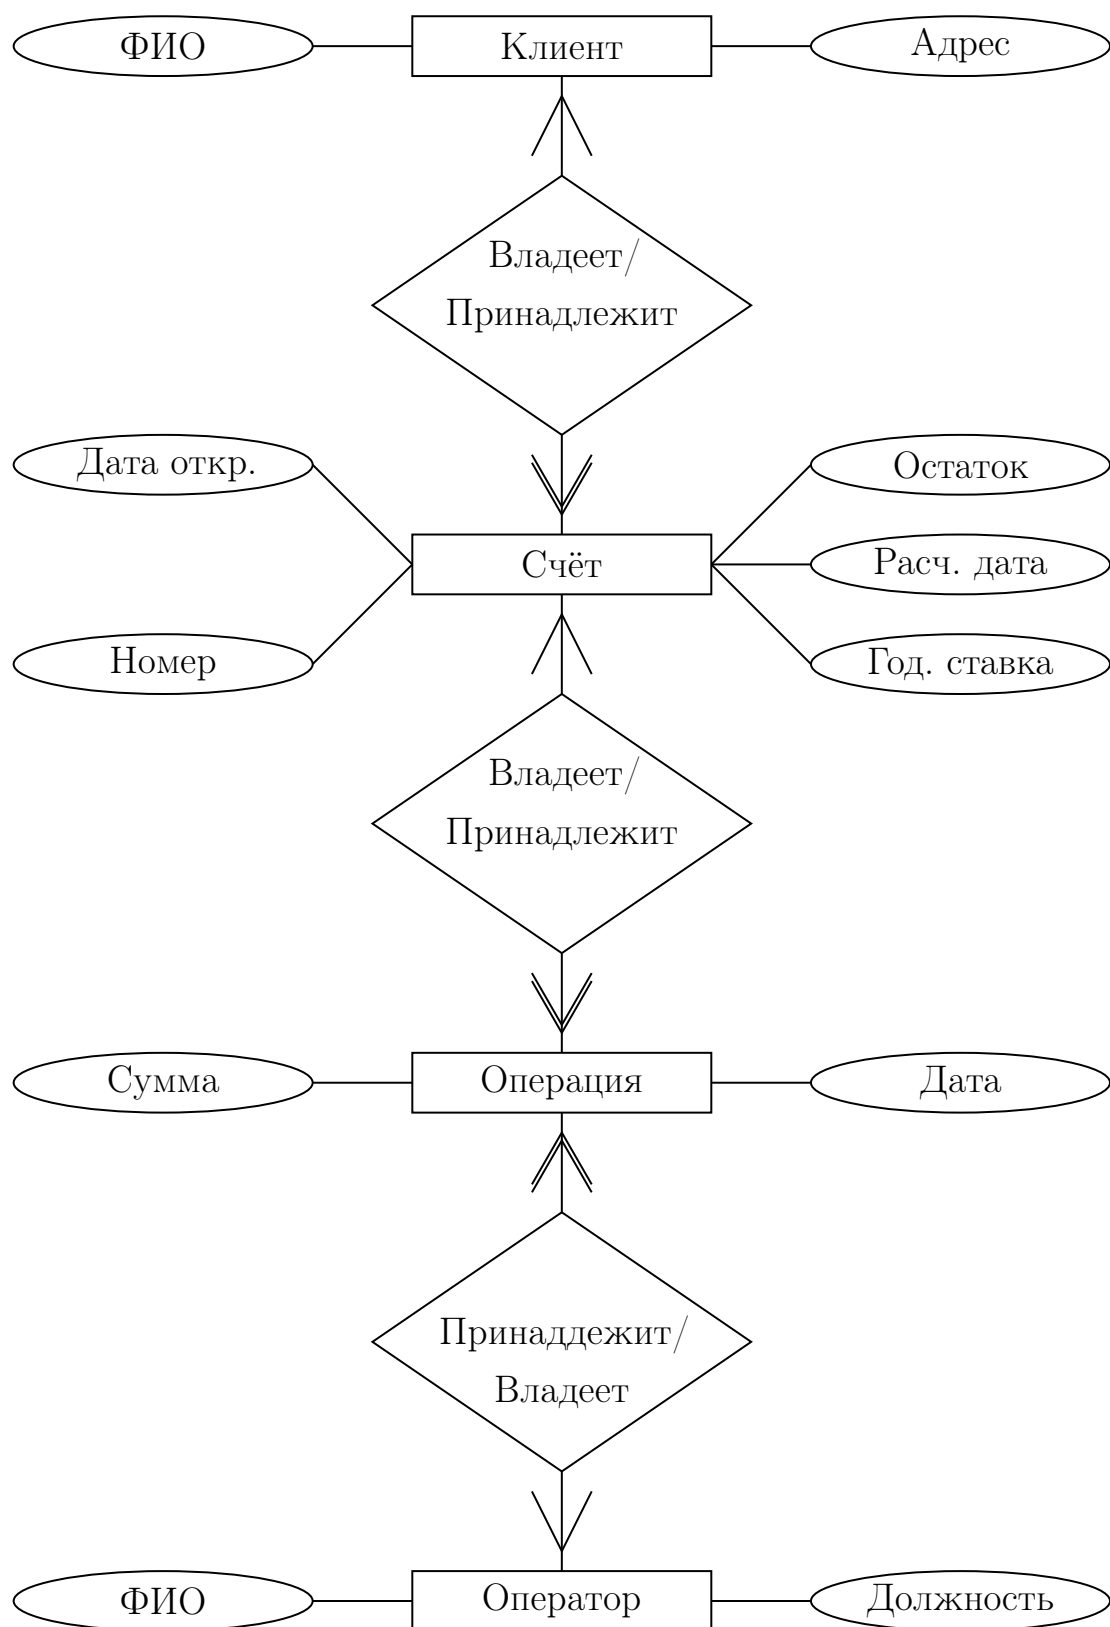 ФИО
Клиент
Адрес
Владеет/
Принадлежит
Дата откр.
Остаток
Счёт
Расч. дата
Номер
Год. ставка
Владеет/
Принадлежит
Сумма
Операция
Дата
Принаддежит/
Владеет
ФИО
Оператор
Должность